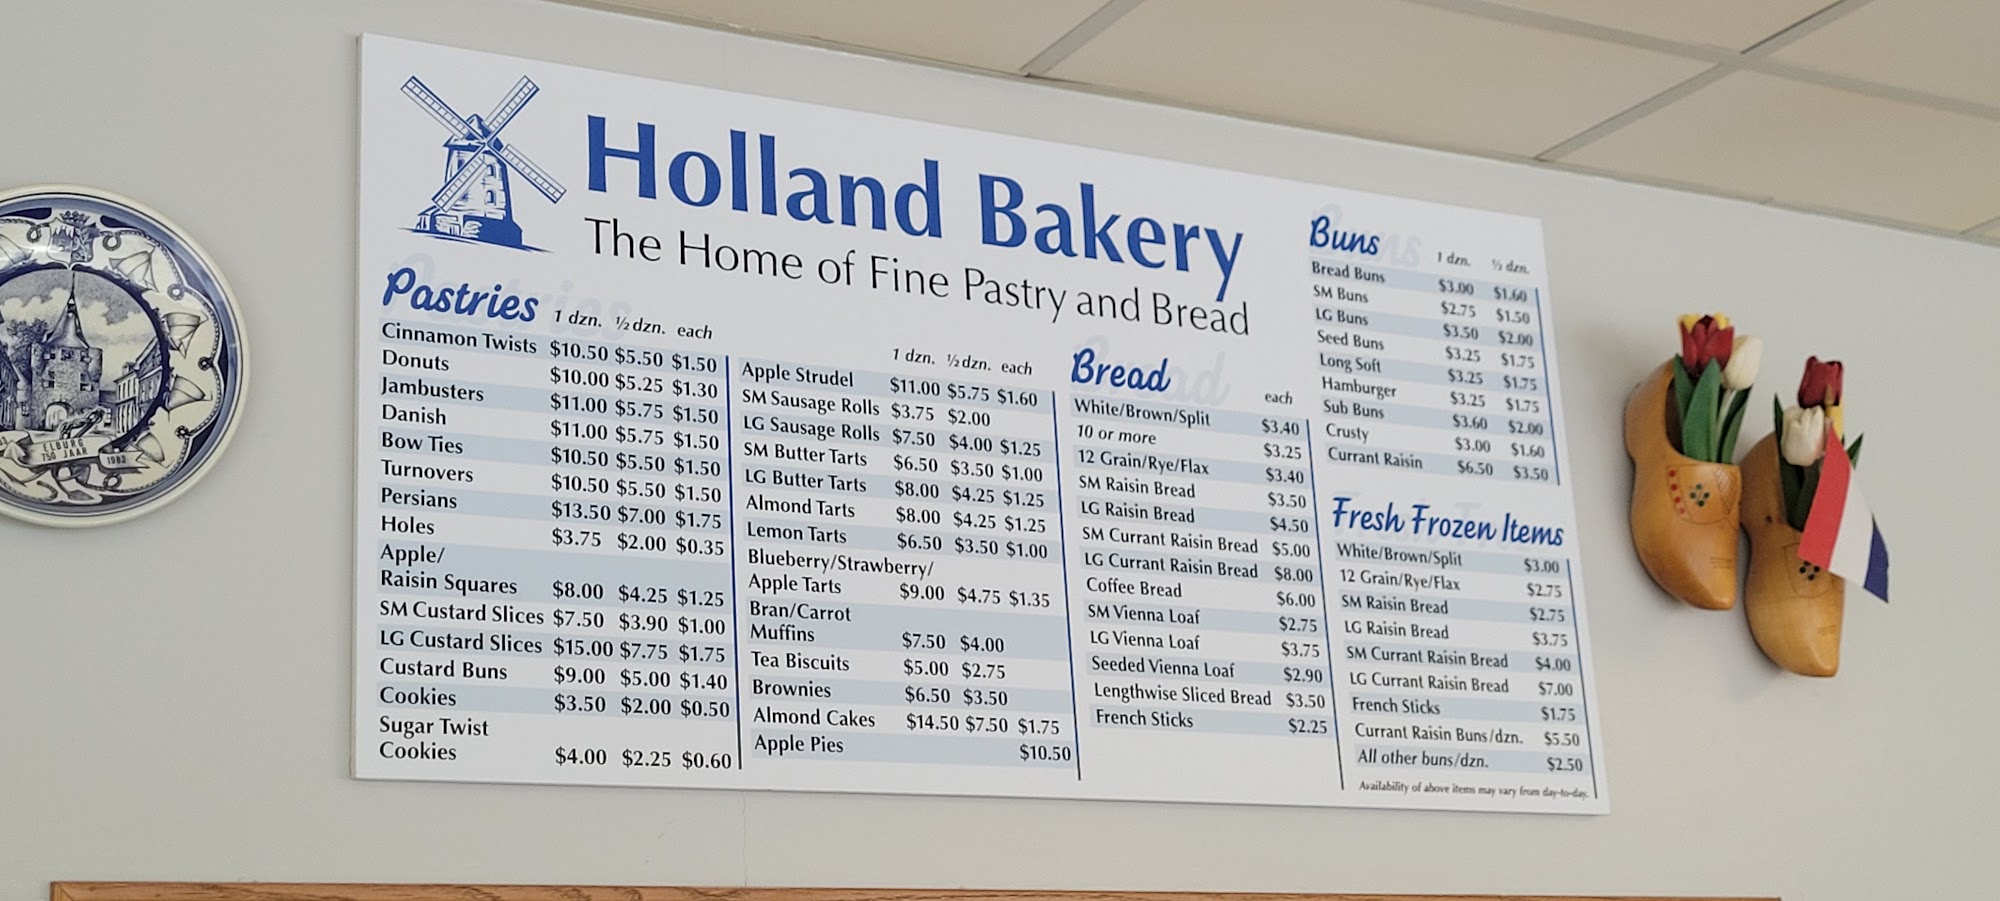 Holland Bakery
The Home of Fine Pastry and Bread
Pastries 1 dzn. ½ dzn. each
Cinnamon Twists $10.50 $5.50 $1.50
Donuts $10.00 $5.25 $1.30
Jambusters $11.00 $5.75 $1.50
Danish $11.00 $5.75 $1.50
Bow Ties $10.50 $5.50 $1.50
Turnovers $10.50 $5.50 $1.50
Persians $13.50 $7.00 $1.75
Holes $3.75 $2.00 $0.35
Apple/
Raisin Squares $8.00 $4.25 $1.25
SM Custard Slices $7.50 $3.90 $1.00
LG Custard Slices $15.00 $7.75 $1.75
Custard Buns $9.00 $5.00 $1.40
Cookies $3.50 $2.00 $0.50
Sugar Twist
Cookies $4.00 $2.25 $0.60
1 dzn. ½ dzn. each
Apple Strudel $11.00 $5.75 $1.60
SM Sausage Rolls $3.75 $2.00
LG Sausage Rolls $7.50 $4.00 $1.25
SM Butter Tarts $6.50 $3.50 $1.00
LG Butter Tarts $8.00 $4.25 $1.25
Almond Tarts $8.00 $4.25 $1.25
Lemon Tarts $6.50 $3.50 $1.00
Blueberry/Strawberry/
Apple Tarts $9.00 $4.75 $1.35
Bran/Carrot
Muffins $7.50 $4.00
Tea Biscuits $5.00 $2.75
Brownies $6.50 $3.50
Almond Cakes $14.50 $7.50 $1.75
Apple Pies $10.50
Bread each
White/Brown/Split $3.40
10 or more $3.25
12 Grain/Rye/Flax $3.40
SM Raisin Bread $3.50
LG Raisin Bread $4.50
SM Currant Raisin Bread $5.00
LG Currant Raisin Bread $8.00
Coffee Bread $6.00
SM Vienna Loaf $2.75
LG Vienna Loaf $3.75
Seeded Vienna Loaf $2.90
Lengthwise Sliced Bread $3.50
French Sticks $2.25
Buns 1 dzn. ½ dzn.
Bread Buns $3.00 $1.60
SM Buns $2.75 $1.50
LG Buns $3.50 $2.00
Seed Buns $3.25 $1.75
Long Soft $3.25 $1.75
Hamburger $3.25 $1.75
Sub Buns $3.60 $2.00
Crusty $3.00 $1.60
Currant Raisin $6.50 $3.50
Fresh Frozen Items
White/Brown/Split $3.00
12 Grain/Rye/Flax $2.75
SM Raisin Bread $2.75
LG Raisin Bread $3.75
SM Currant Raisin Bread $4.00
LG Currant Raisin Bread $7.00
French Sticks $1.75
Currant Raisin Buns/dzn. $5.50
All other buns/dzn. $2.50
Availability of above items may vary from day-to-day.
ELBURG
750 JAAR 1983